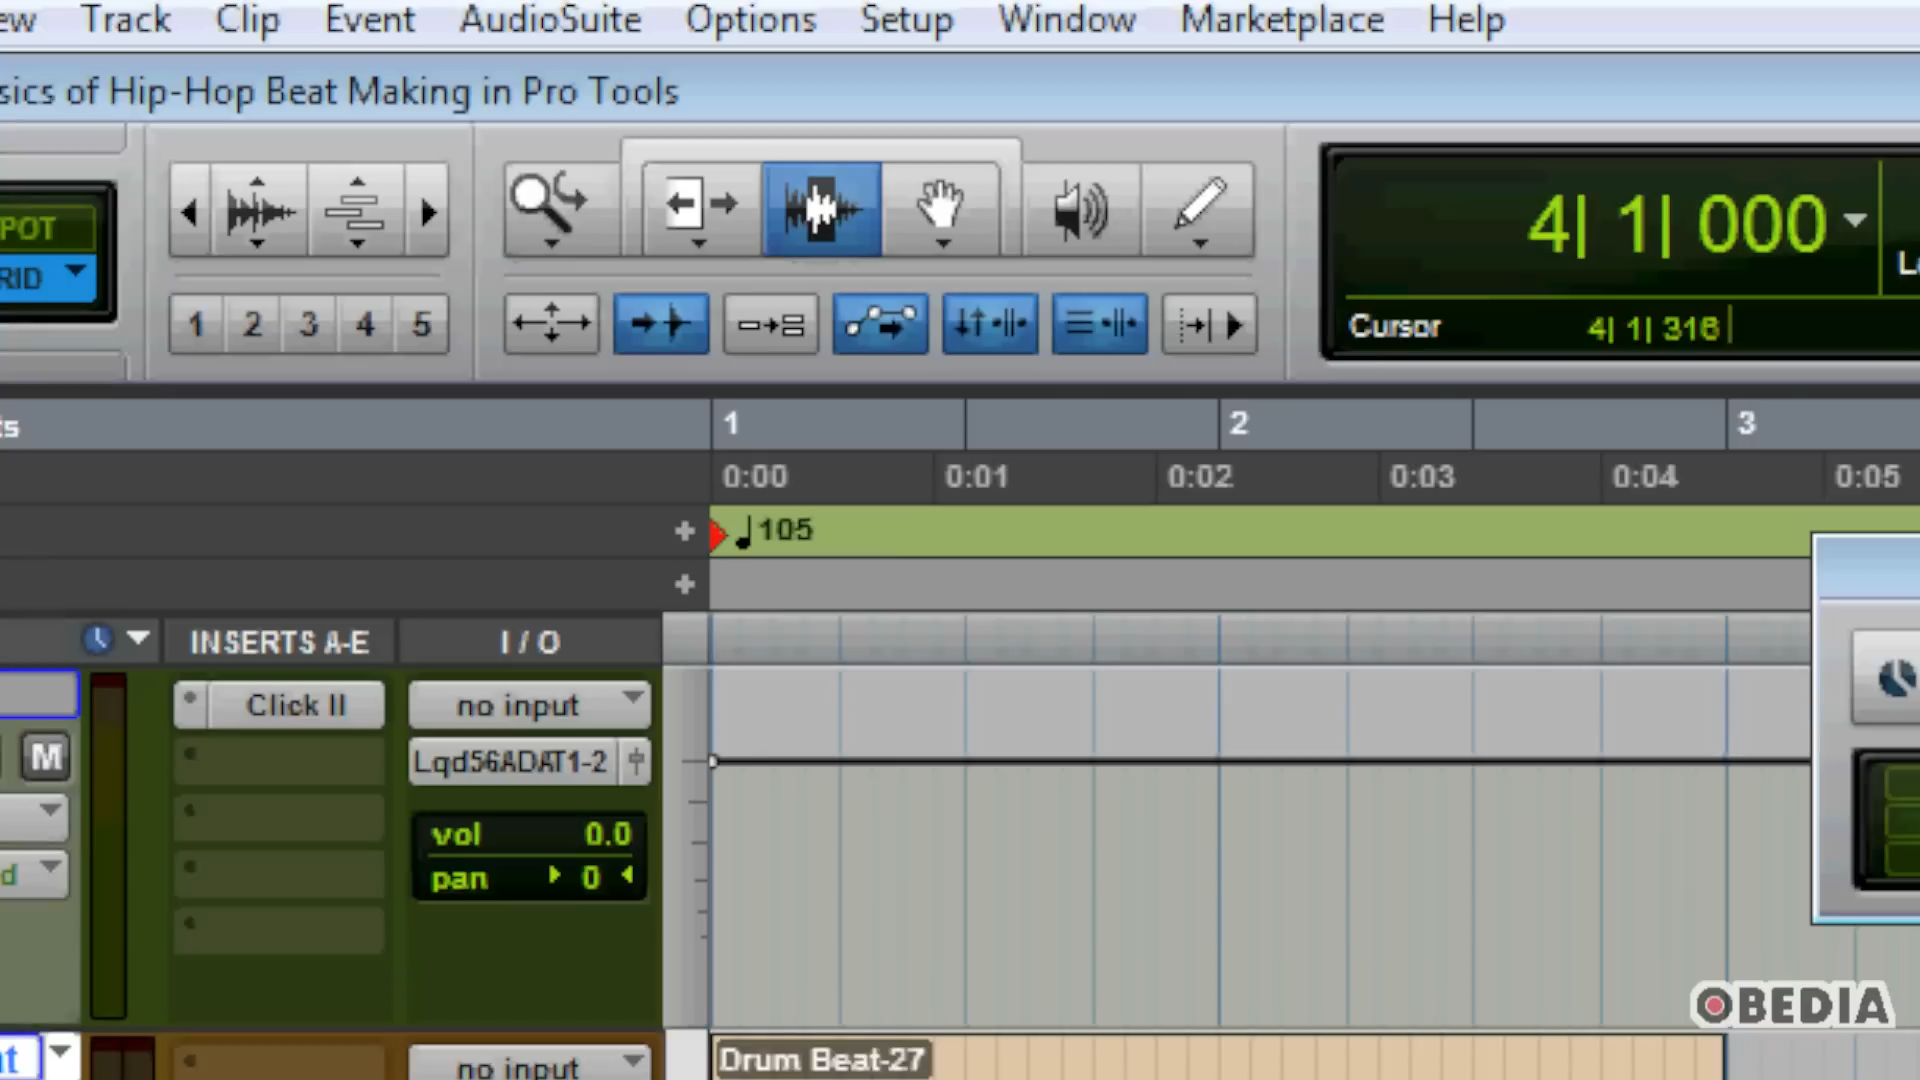 ew Track Clip Event AudioSuite Options Setup Window Marketplace Help
sics of Hip-Hop Beat Making in Pro Tools
POT
RID
1 2 3 4 5
4| 1| 000
Cursor 4| 1| 316
ts
1 2 3
0:00 0:01 0:02 0:03 0:04 0:05
+ 105
+
INSERTS A-E I / O
Click II no input
M
Lqd56ADAT1-2
vol 0.0
pan 0
d
OBEDIA
nt
no input
Drum Beat-27